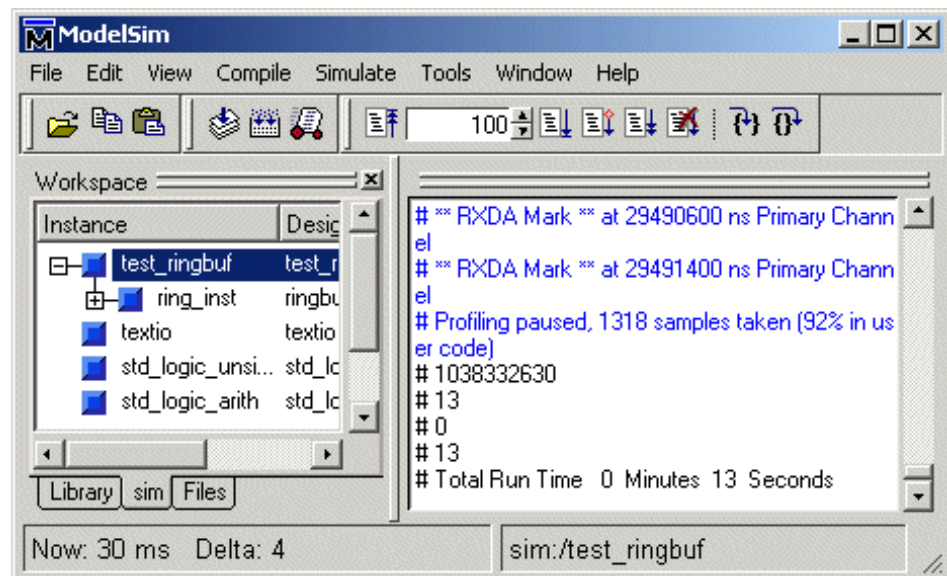 ModelSim
File Edit View Compile Simulate Tools Window Help
100
Workspace
Instance Desig
test_ringbuf test_r
ring_inst ringbu
textio textio
std_logic_unsi... std_lo
std_logic_arith std_lo
Library sim Files
# ** RXDA Mark ** at 29490600 ns Primary Chann
el
# ** RXDA Mark ** at 29491400 ns Primary Chann
el
# Profiling paused, 1318 samples taken (92% in us
er code)
# 1038332630
# 13
# 0
# 13
# Total Run Time 0 Minutes 13 Seconds
Now: 30 ms Delta: 4
sim:/test_ringbuf